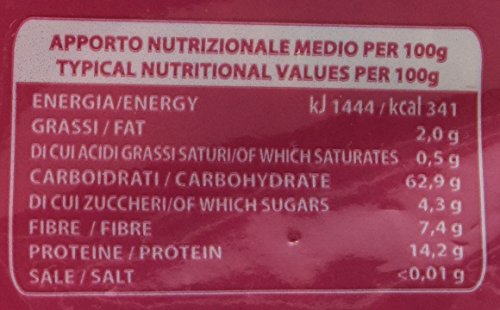 APPORTO NUTRIZIONALE MEDIO PER 100g
TYPICAL NUTRITIONAL VALUES PER 100g
ENERGIA/ENERGY kJ 1444 / kcal 341
GRASSI / FAT 2,0 g
DI CUI ACIDI GRASSI SATURI/OF WHICH SATURATES 0,5 g
CARBOIDRATI / CARBOHYDRATE 62,9 g
DI CUI ZUCCHERI/OF WHICH SUGARS 4,3 g
FIBRE / FIBRE 7,4 g
PROTEINE / PROTEIN 14,2 g
SALE / SALT <0,01 g